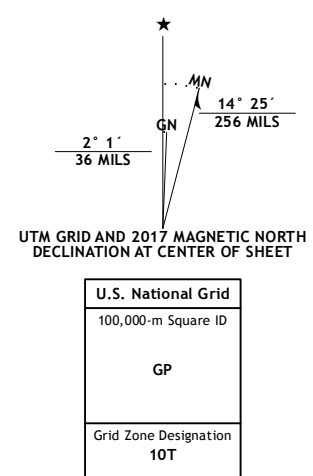 ★
MN
GN
14° 25´
256 MILS
2° 1´
36 MILS
UTM GRID AND 2017 MAGNETIC NORTH
DECLINATION AT CENTER OF SHEET
U.S. National Grid
100,000-m Square ID
GP
Grid Zone Designation
10T